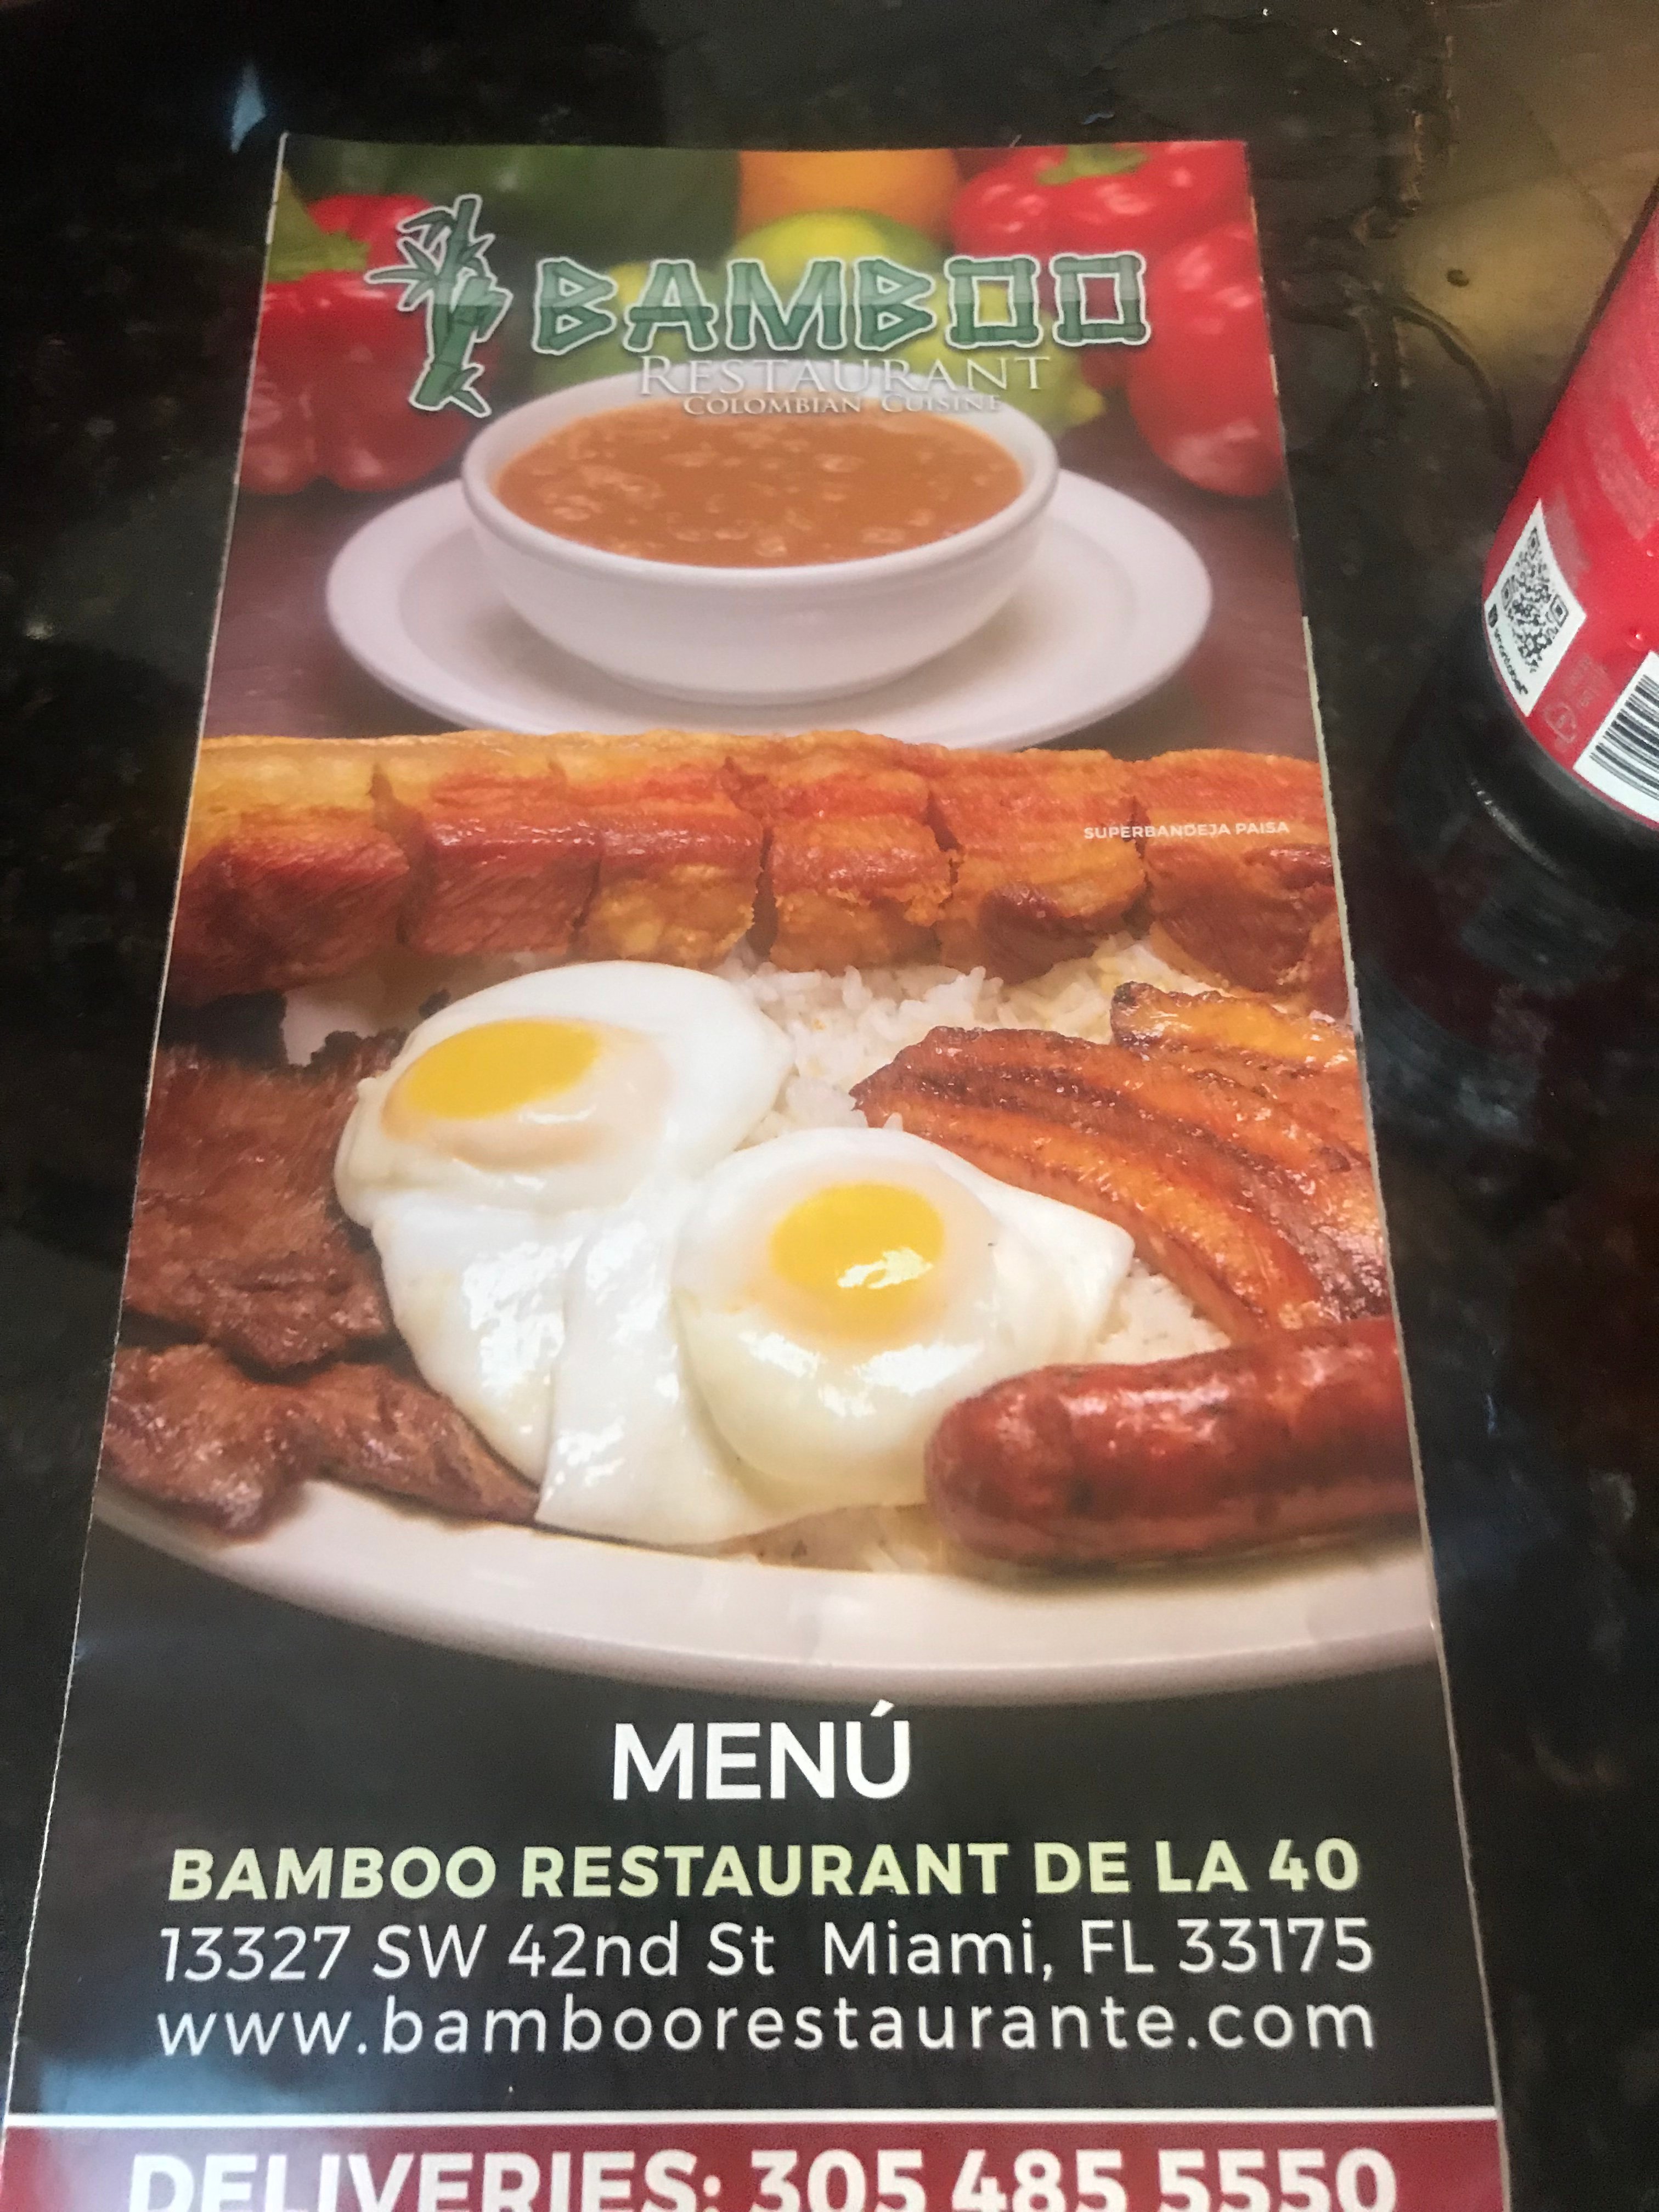 BAMBOO
RESTAURANT
COLOMBIAN CUISINE
SUPERBANDEJA PAISA
MENÚ
BAMBOO RESTAURANT DE LA 40
13327 SW 42nd St Miami, FL 33175
www.bamboorestaurante.com
DELIVERIES: 305 485 5550